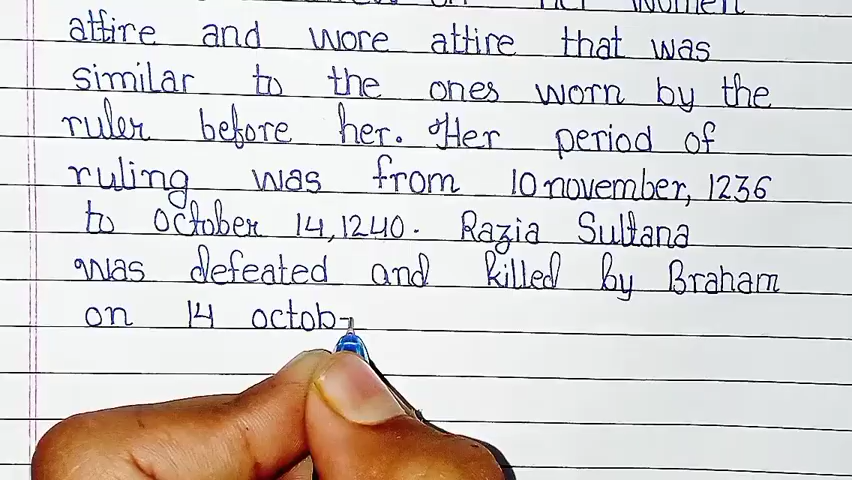 her women
attire and wore attire that was
similar to the ones worn by the
ruler before her. Her period of
ruling was from 10 november, 1236
to october 14, 1240. Razia Sultana
was defeated and killed by Braham
on 14 octob